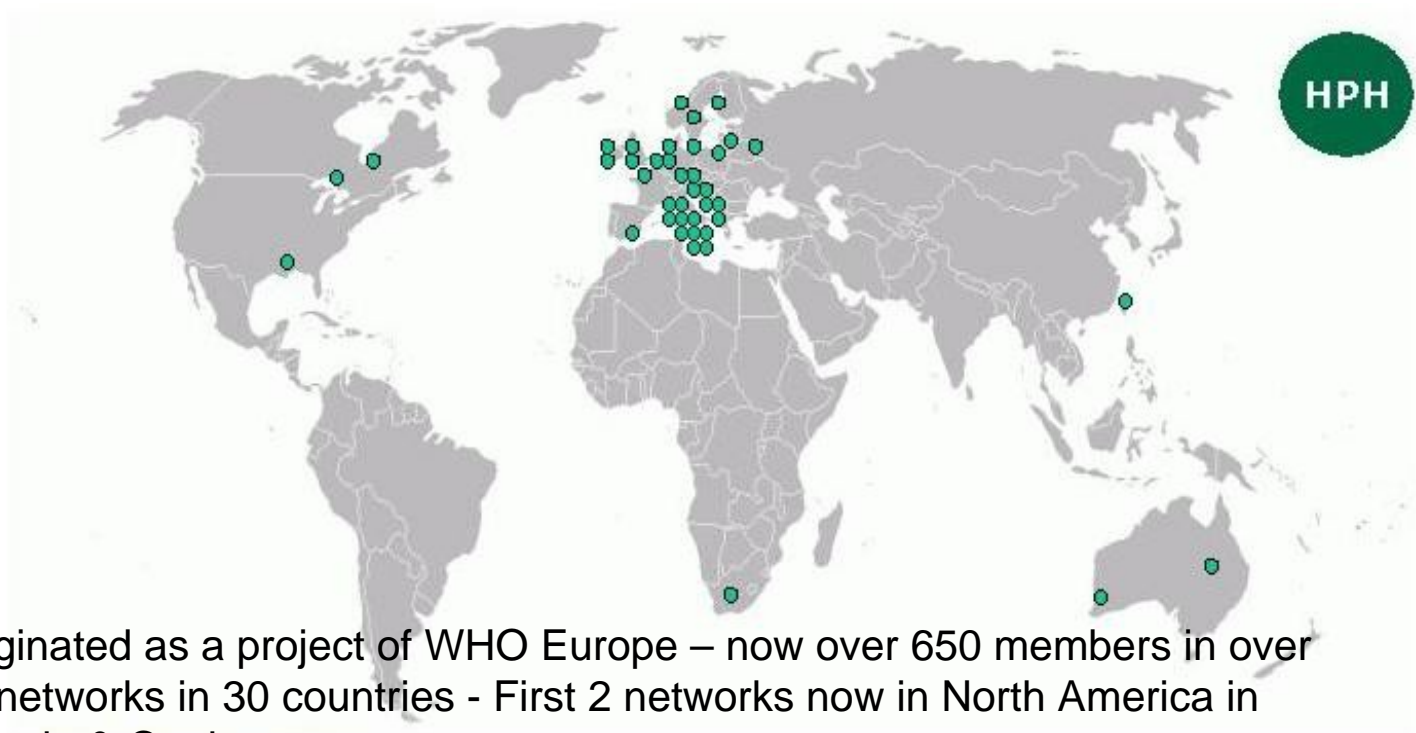 HPH
ginated as a project of WHO Europe – now over 650 members in over
networks in 30 countries - First 2 networks now in North America in
&